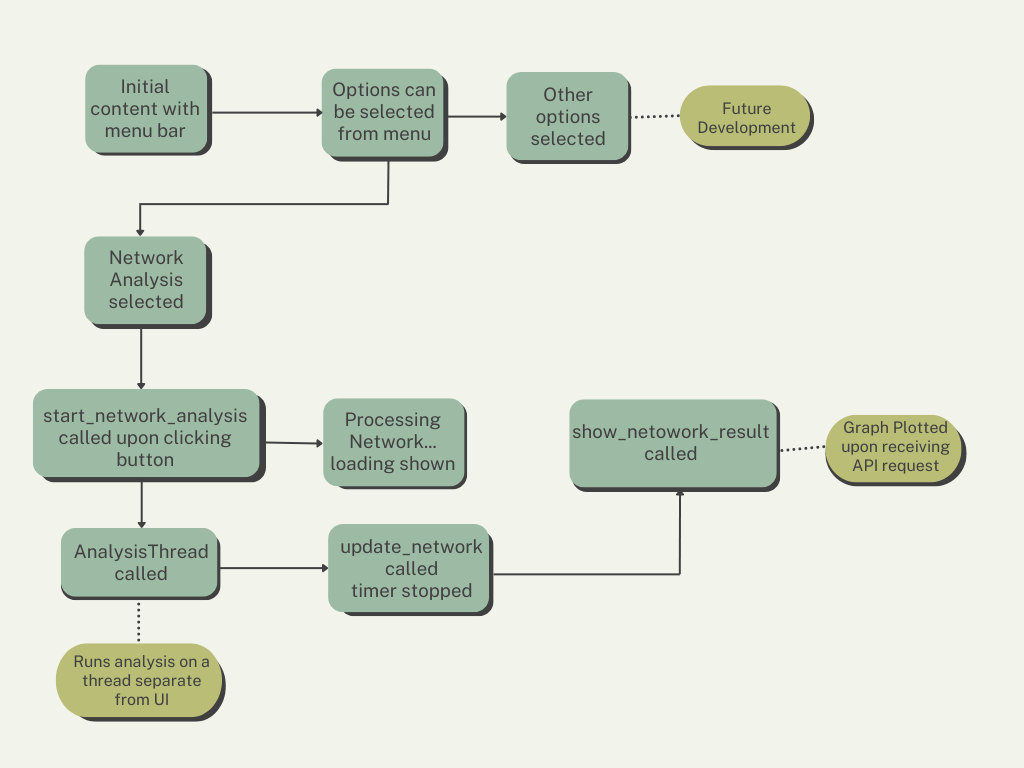 Initial
content with
menu bar
Options can
be selected
from menu
Other
options
selected
Future
Development
Network
Analysis
selected
start_network_analysis
called upon clicking
button
Processing
Network...
loading shown
show_netowork_result
called
Graph Plotted
upon receiving
API request
AnalysisThread
called
update_network
called
timer stopped
Runs analysis on a
thread separate
from UI